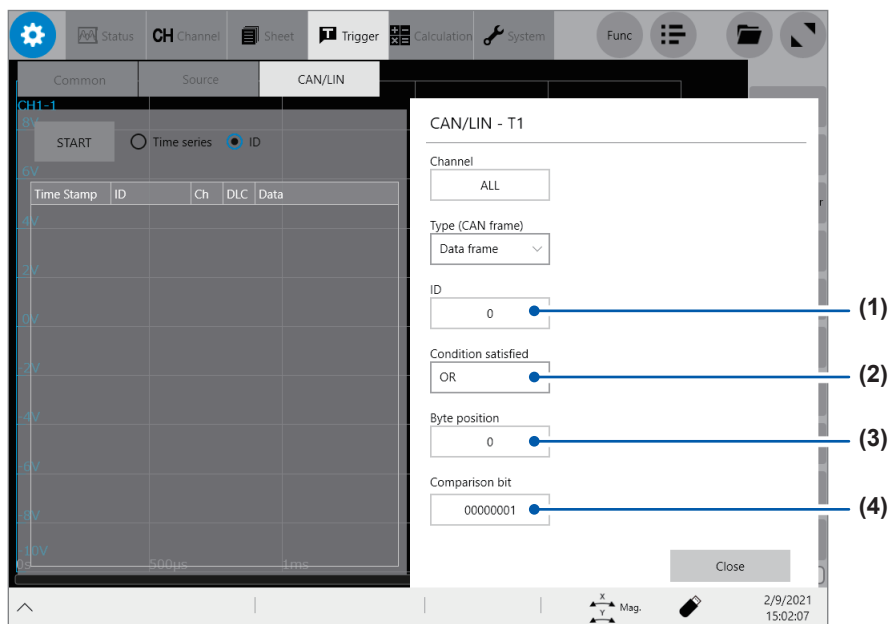 Status CH Channel Sheet Trigger Calculation System Func
Common Source CAN/LIN
CH1-1
8V
START Time series ID
6V
Time Stamp ID Ch DLC Data
4V
2V
0V
-2V
-4V
-6V
-8V
-10V
0s 500µs 1ms
CAN/LIN - T1
Channel
ALL
Type (CAN frame)
Data frame
ID
0 (1)
Condition satisfied
OR (2)
Byte position
0 (3)
Comparison bit
00000001 (4)
Close
r
X
Y
Mag.
2/9/2021
15:02:07